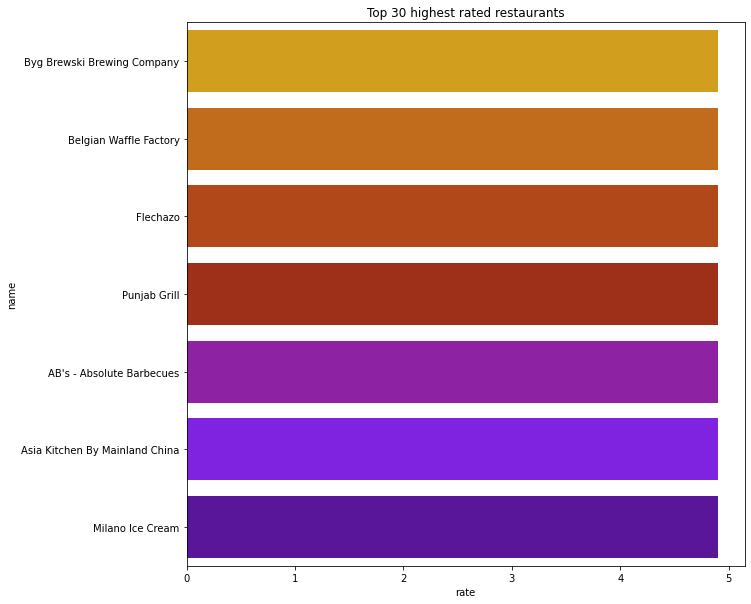 Top 30 highest rated restaurants
Byg Brewski Brewing Company
Belgian Waffle Factory
Flechazo
Punjab Grill
AB's - Absolute Barbecues
Asia Kitchen By Mainland China
Milano Ice Cream
name
0 1 2 3 4 5
rate